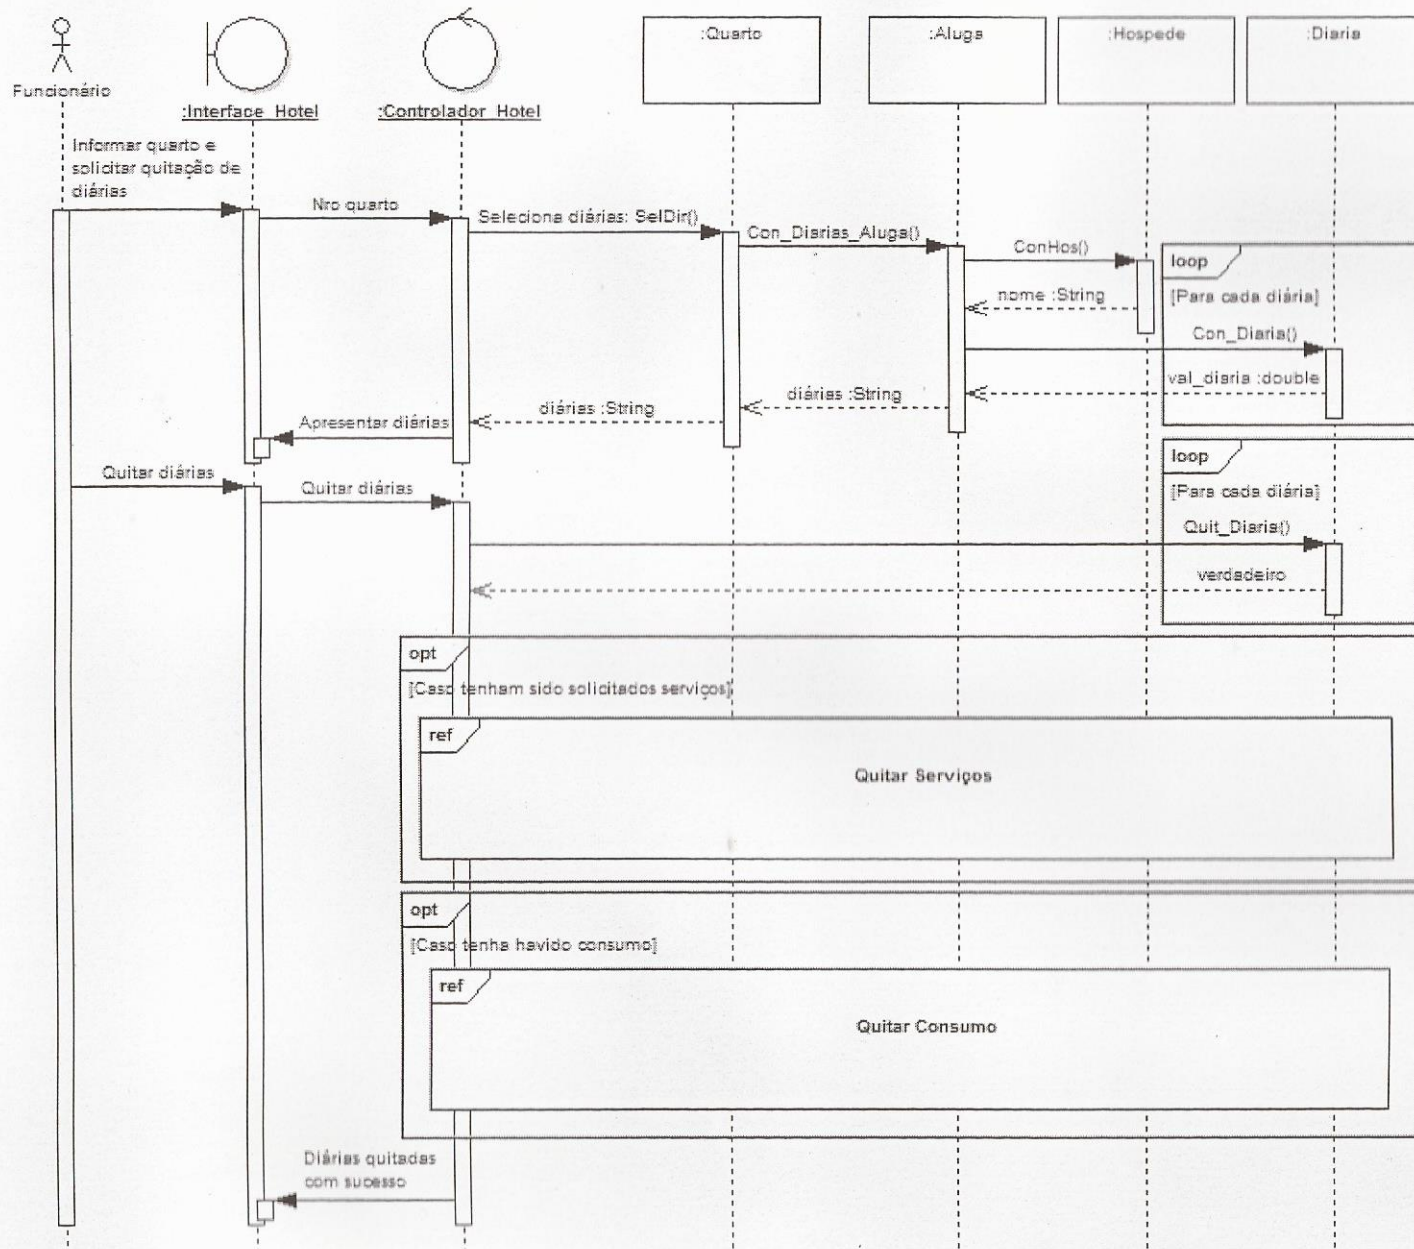 Funcionário
:Interface_Hotel
:Controlador_Hotel
:Quarto
:Aluga
:Hospede
:Diaria
Informar quarto e
solicitar quitação de
diárias
Nro quarto
Seleciona diárias: SelDir()
Con_Diarias_Aluga()
ConHos()
loop
[Para cada diária]
nome :String
Con_Diaria()
val_diaria :double
diárias :String
diárias :String
Apresentar diárias
loop
[Para cada diária]
Quitar diárias
Quitar diárias
Quit_Diaria()
verdadeiro
opt
[Caso tenham sido solicitados serviços]
ref
Quitar Serviços
opt
[Caso tenha havido consumo]
ref
Quitar Consumo
Diárias quitadas
com sucesso